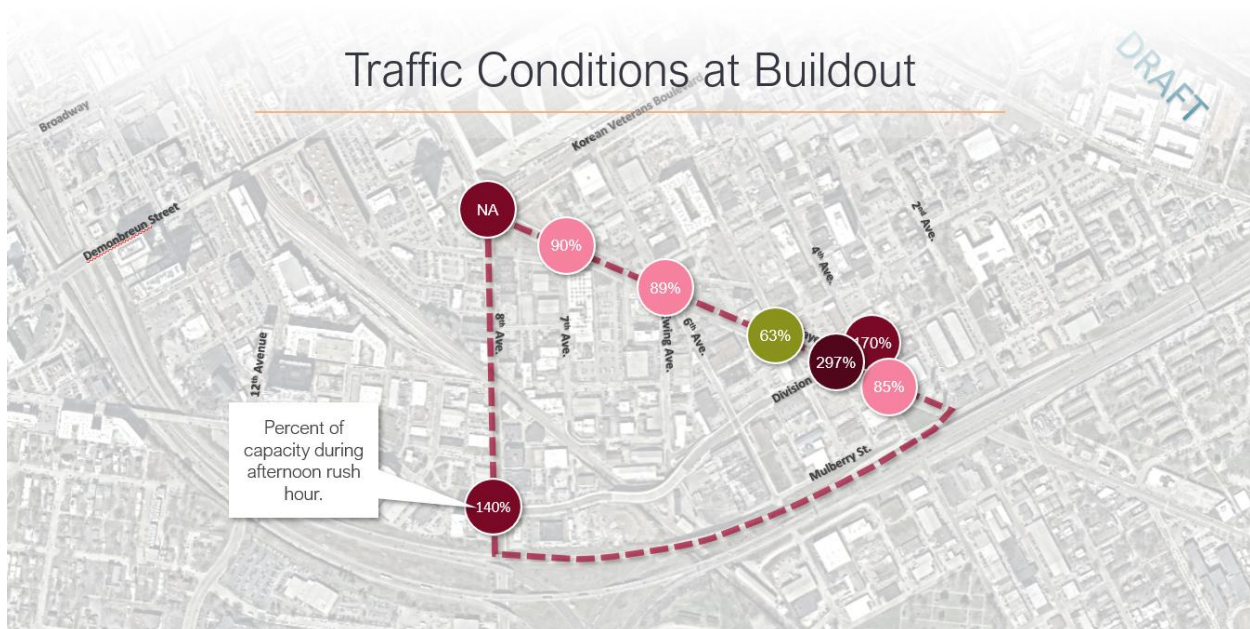 Traffic Conditions at Buildout
DRAFT
Broadway
Korean Veterans Boulevard
Demonbreun Street
NA
90%
2nd Ave.
4th Ave.
89%
8th Ave.
7th Ave.
6th Ave.
63%
170%
297%
12th Avenue
85%
Division
Percent of
capacity during
afternoon rush
hour.
Mulberry St.
140%